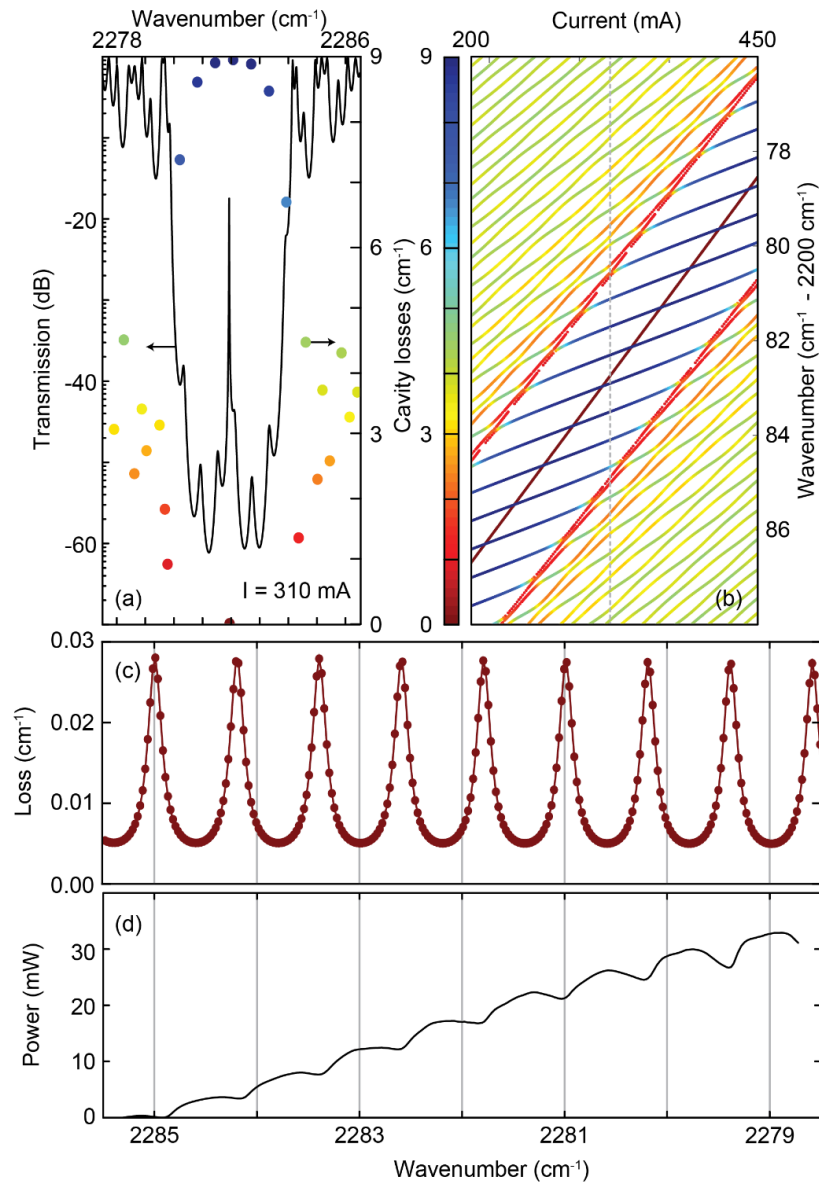 Wavenumber (cm⁻¹)
2278 2286
Transmission (dB)
-20
-40
-60
9
6
3
0
Cavity losses (cm⁻¹)
(a)
I = 310 mA
9
6
3
0
Current (mA)
200 450
78
80
82
84
86
Wavenumber (cm⁻¹ - 2200 cm⁻¹)
(b)
(c)
Loss (cm⁻¹)
0.03
0.02
0.01
0.00
(d)
Power (mW)
30
20
10
0
2285 2283 2281 2279
Wavenumber (cm⁻¹)